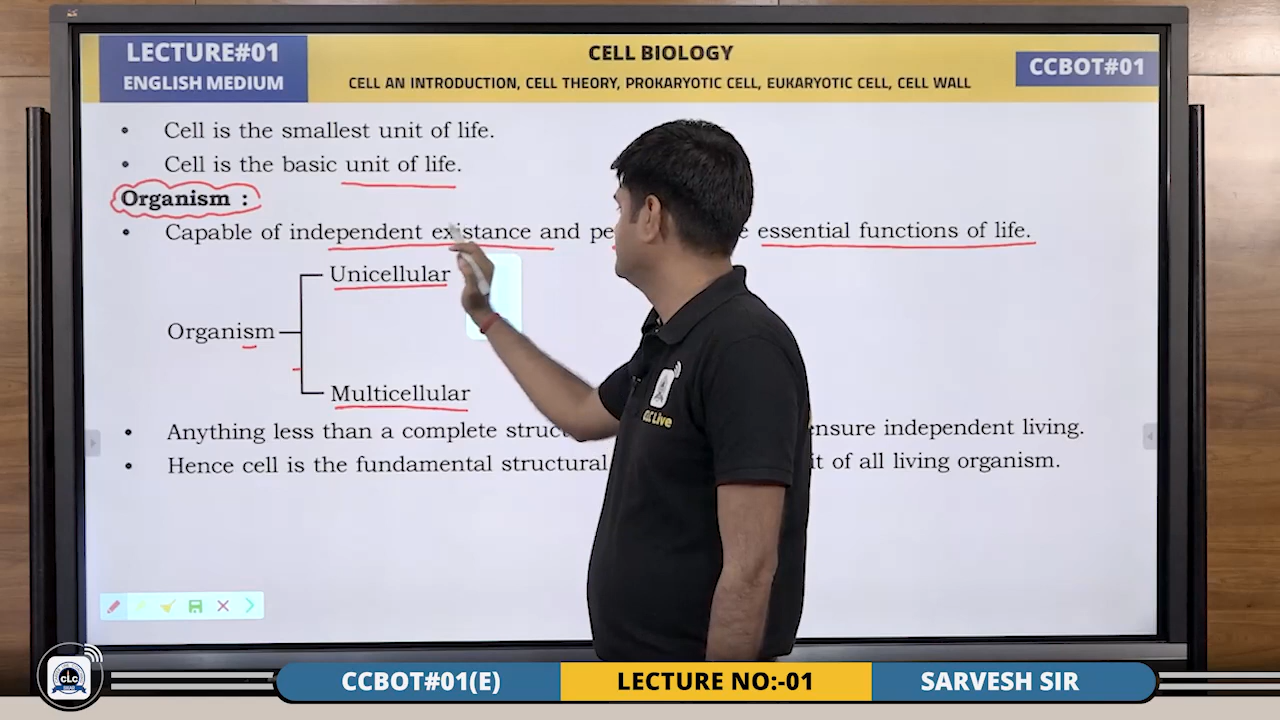 LECTURE#01
ENGLISH MEDIUM
CELL BIOLOGY
CELL AN INTRODUCTION, CELL THEORY, PROKARYOTIC CELL, EUKARYOTIC CELL, CELL WALL
CCBOT#01
• Cell is the smallest unit of life.
• Cell is the basic unit of life.
Organism :
• Capable of independent existance and essential functions of life.
Unicellular
Organism
Multicellular
• Anything less than a complete ensure independent living.
• Hence cell is the fundamental structural of all living organism.
CLC Live
CLC
CCBOT#01(E)
LECTURE NO:-01
SARVESH SIR